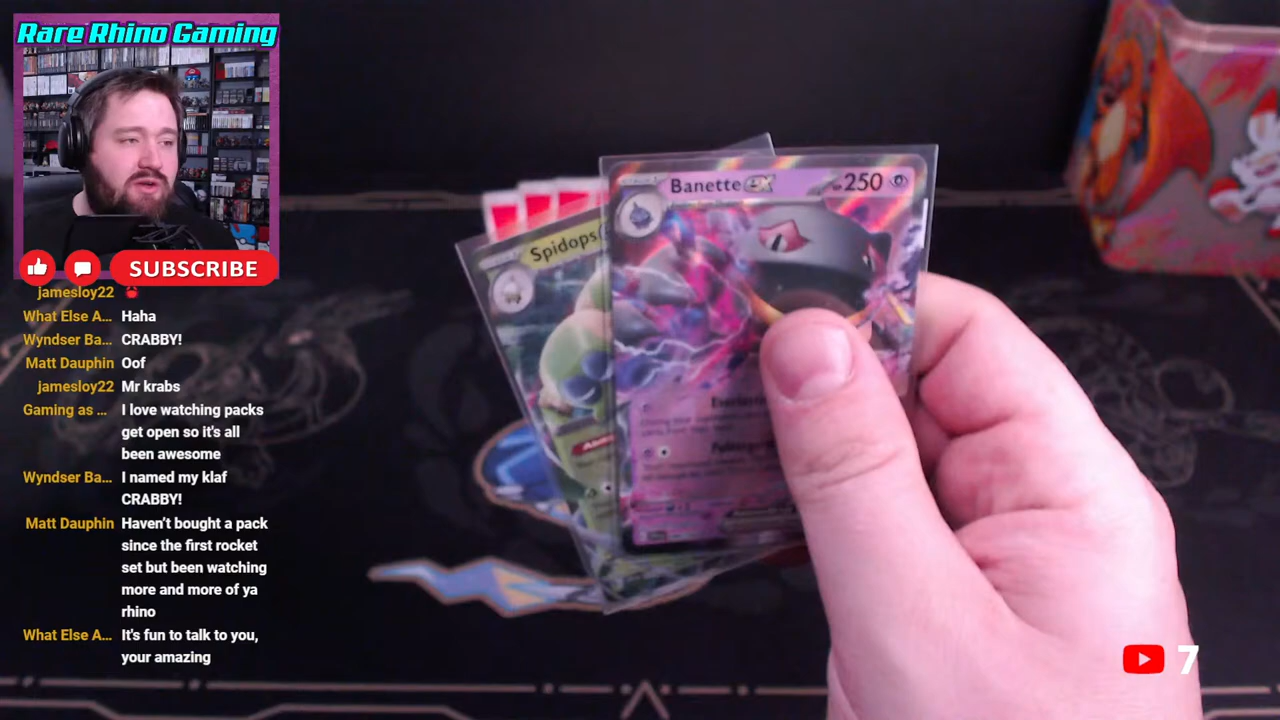 Rare Rhino Gaming
SUBSCRIBE
jamesloy22
What Else A... Haha
Wyndser Ba... CRABBY!
Matt Dauphin Oof
jamesloy22 Mr krabs
Gaming as ... I love watching packs
get open so it's all
been awesome
Wyndser Ba... I named my klaf
CRABBY!
Matt Dauphin Haven't bought a pack
since the first rocket
set but been watching
more and more of ya
rhino
What Else A... It's fun to talk to you,
your amazing
Banette ex 250
Spidops
7